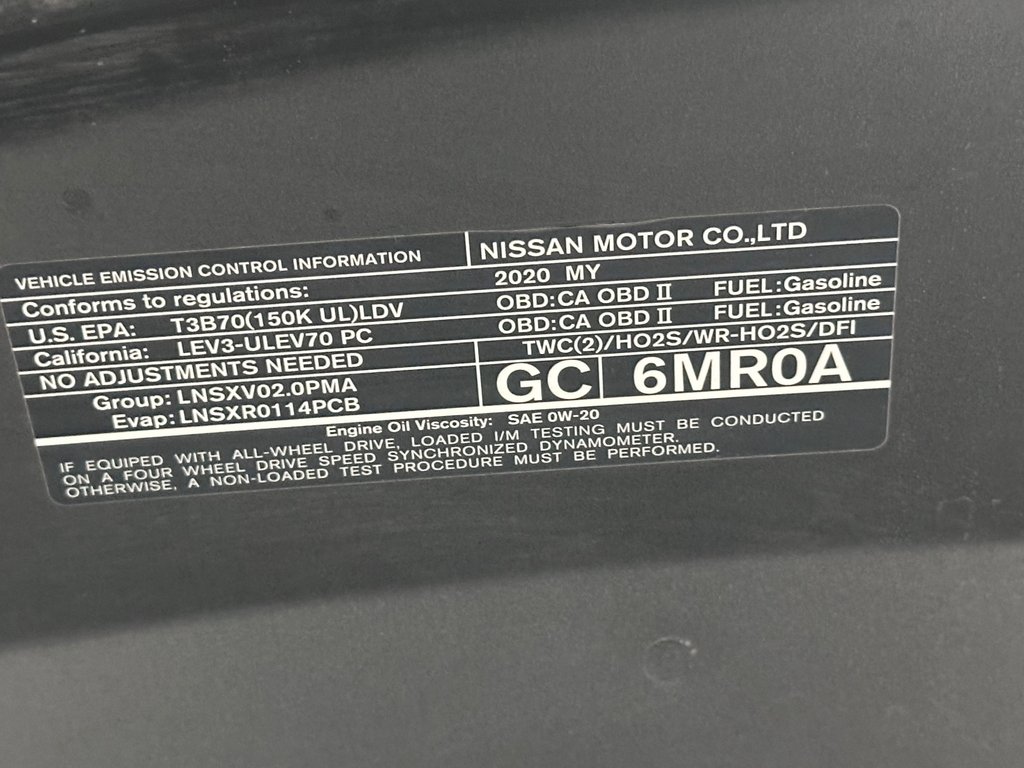 VEHICLE EMISSION CONTROL INFORMATION NISSAN MOTOR CO.,LTD
Conforms to regulations: 2020 MY
U.S. EPA: T3B70(150K UL)LDV OBD:CA OBD II FUEL:Gasoline
California: LEV3-ULEV70 PC OBD:CA OBD II FUEL:Gasoline
NO ADJUSTMENTS NEEDED TWC(2)/HO2S/WR-HO2S/DFI
Group: LNSXV02.0PMA
Evap: LNSXR0114PCB
GC 6MR0A
Engine Oil Viscosity: SAE 0W-20
IF EQUIPED WITH ALL-WHEEL DRIVE, LOADED I/M TESTING MUST BE CONDUCTED
ON A FOUR WHEEL DRIVE SPEED SYNCHRONIZED DYNAMOMETER.
OTHERWISE, A NON-LOADED TEST PROCEDURE MUST BE PERFORMED.